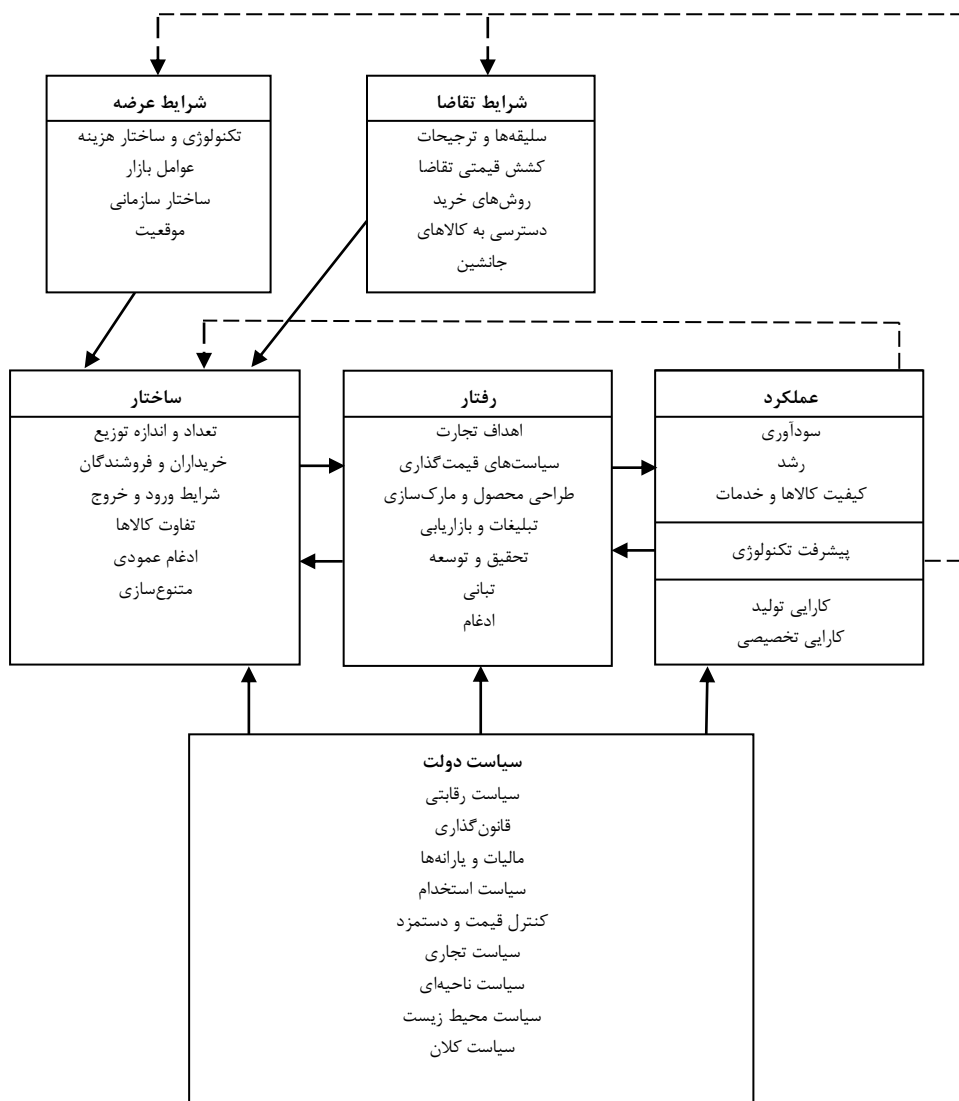 شرایط عرضه
تکنولوژی و ساختار هزینه
عوامل بازار
ساختار سازمانی
موقعیت
شرایط تقاضا
سلیقه‌ها و ترجیحات
کشش قیمتی تقاضا
روش‌های خرید
دسترسی به کالاهای
جانشین
ساختار
تعداد و اندازه توزیع
خریداران و فروشندگان
شرایط ورود و خروج
تفاوت کالاها
ادغام عمودی
متنوع‌سازی
رفتار
اهداف تجارت
سیاست‌های قیمت‌گذاری
طراحی محصول و مارک‌سازی
تبلیغات و بازاریابی
تحقیق و توسعه
تبانی
ادغام
عملکرد
سودآوری
رشد
کیفیت کالاها و خدمات
پیشرفت تکنولوژی
کارایی تولید
کارایی تخصیصی
سیاست دولت
سیاست رقابتی
قانون‌گذاری
مالیات و یارانه‌ها
سیاست استخدام
کنترل قیمت و دستمزد
سیاست تجاری
سیاست ناحیه‌ای
سیاست محیط زیست
سیاست کلان